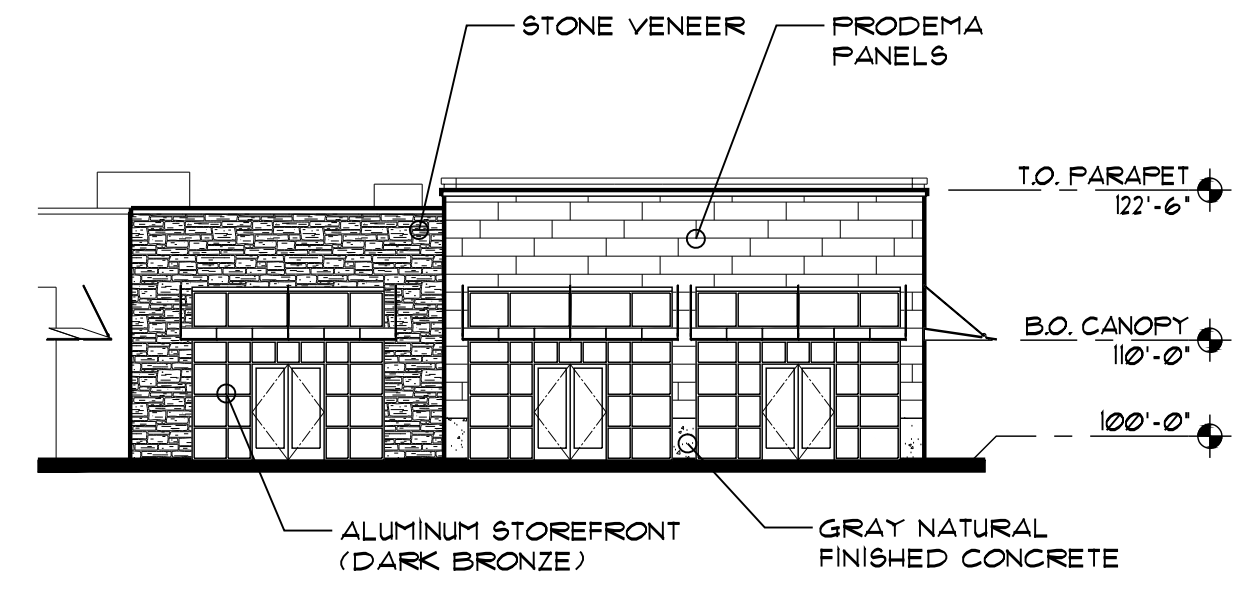 STONE VENEER
PRODEMA
PANELS
T.O. PARAPET
122'-6"
B.O. CANOPY
110'-0"
100'-0"
ALUMINUM STOREFRONT
(DARK BRONZE)
GRAY NATURAL
FINISHED CONCRETE